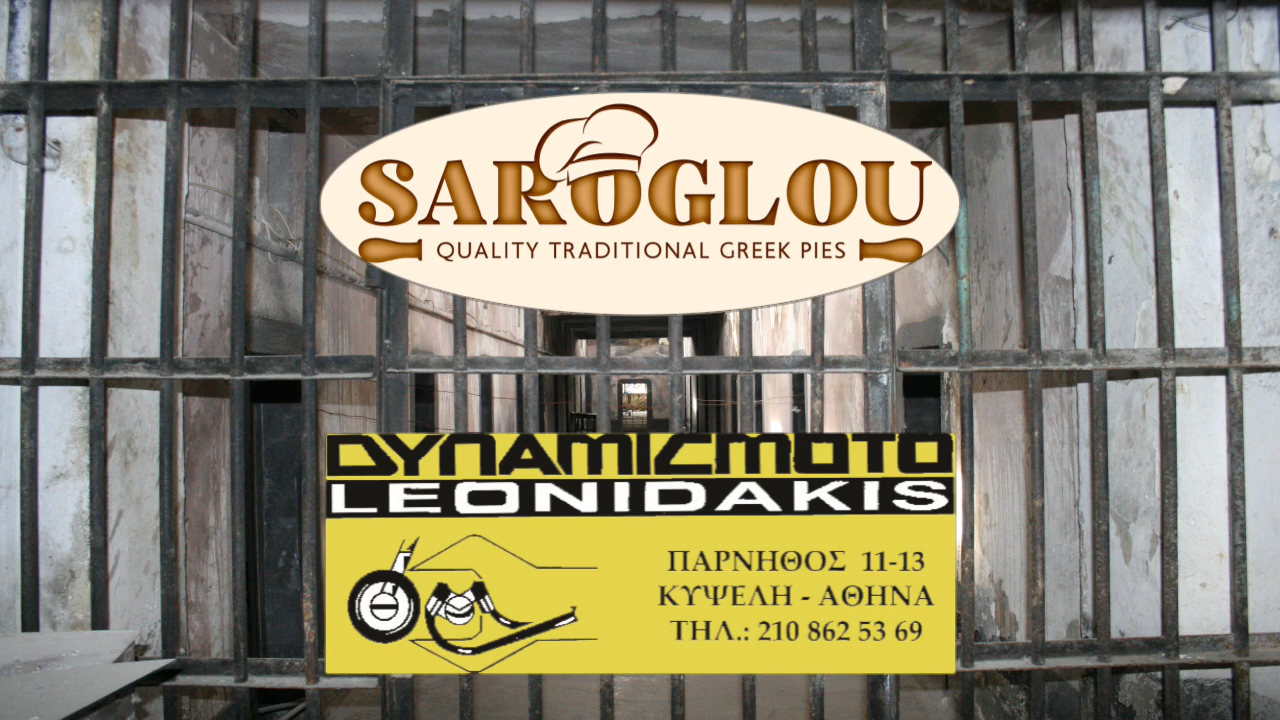 SAROGLOU
QUALITY TRADITIONAL GREEK PIES
DYNAMICMOTO
LEONIDAKIS
ΠΑΡΝΗΘΟΣ 11-13
ΚΥΨΕΛΗ - ΑΘΗΝΑ
ΤΗΛ.: 210 862 53 69